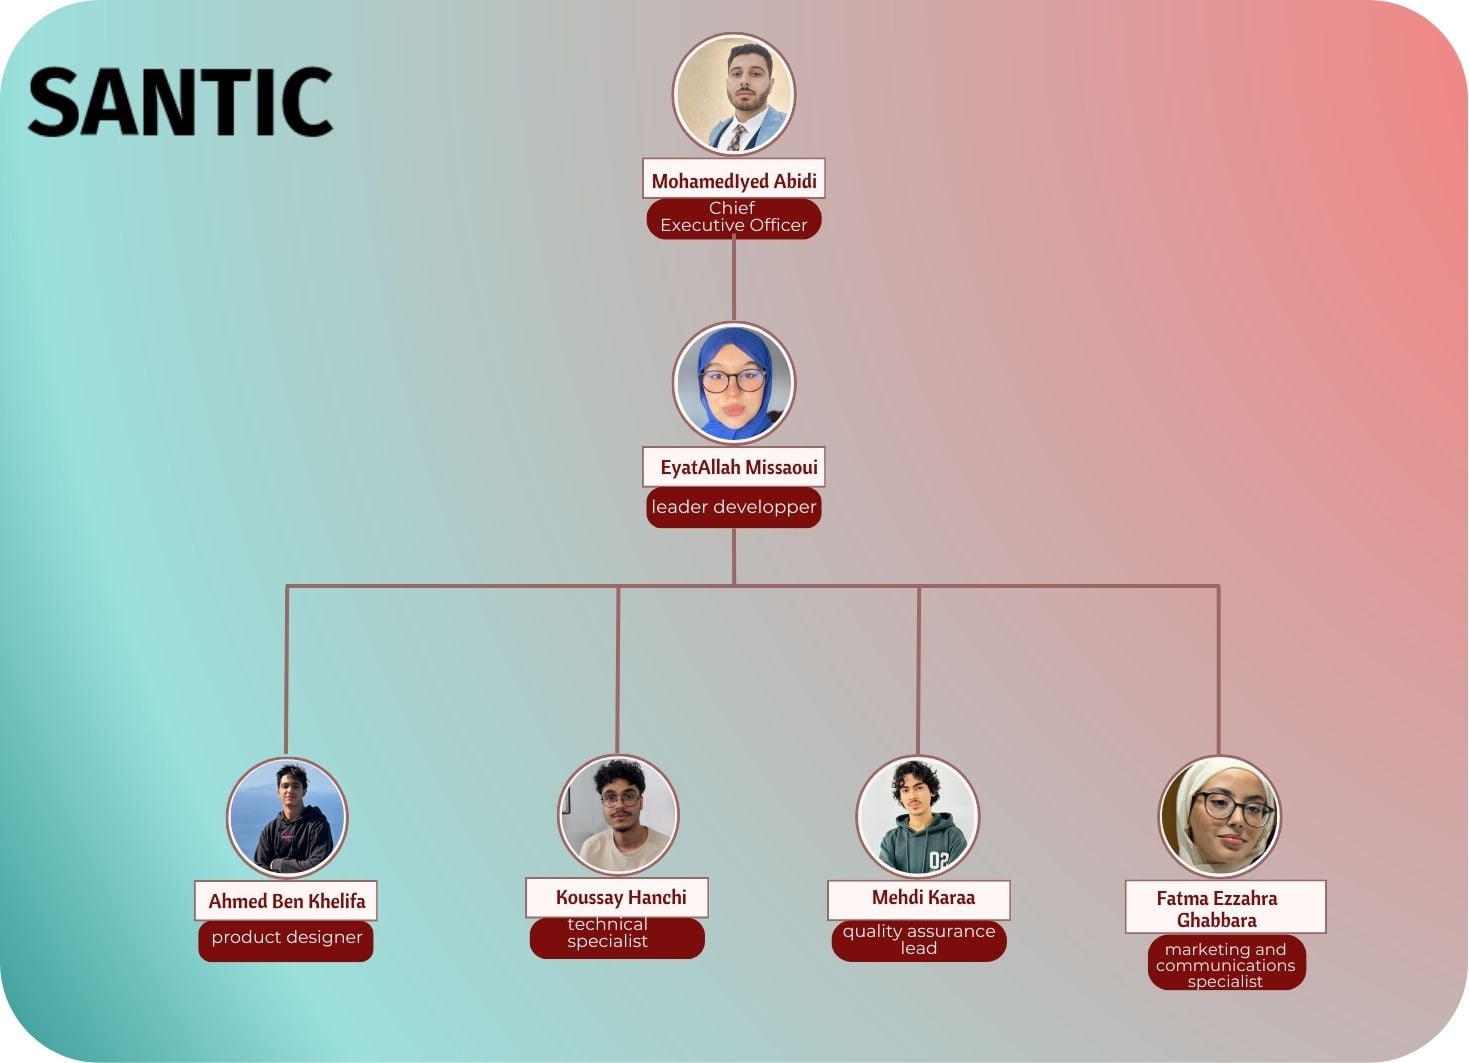 SANTIC
MohamedIyed Abidi
Chief
Executive Officer
EyatAllah Missaoui
leader developper
Ahmed Ben Khelifa
product designer
Koussay Hanchi
technical
specialist
Mehdi Karaa
quality assurance
lead
Fatma Ezzahra
Ghabbara
marketing and
communications
specialist
02